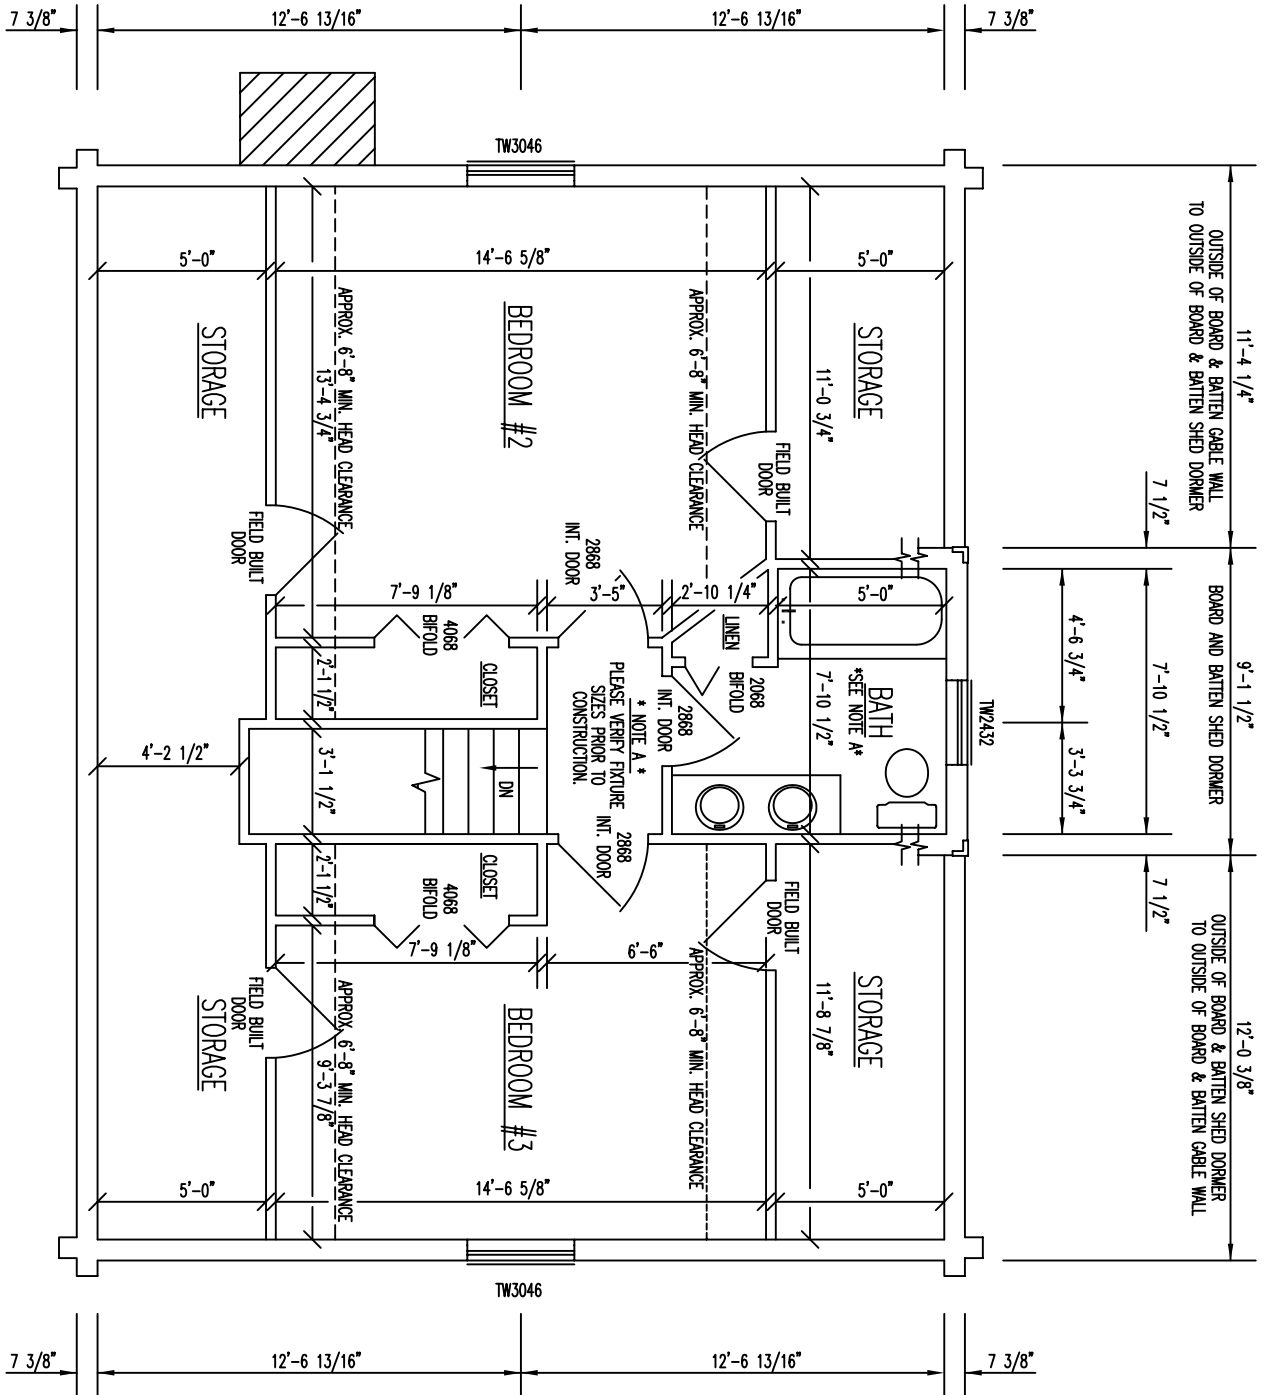 7 3/8"
12'-6 13/16"
12'-6 13/16"
7 3/8"
TW3046
OUTSIDE OF BOARD & BATTEN GABLE WALL
TO OUTSIDE OF BOARD & BATTEN SHED DORMER
11'-4 1/4"
5'-0"
14'-6 5/8"
5'-0"
STORAGE
APPROX. 6'-8" MIN. HEAD CLEARANCE
13'-4 3/4"
BEDROOM #2
APPROX. 6'-8" MIN. HEAD CLEARANCE
11'-0 3/4"
STORAGE
FIELD BUILT
DOOR
FIELD BUILT
DOOR
7 1/2"
2868
INT. DOOR
7'-9 1/8"
3'-5"
2'-10 1/4"
5'-0"
4068
BIFOLD
LINEN
2068
BIFOLD
4'-6 3/4"
7'-10 1/2"
9'-1 1/2"
BOARD AND BATTEN SHED DORMER
2'-1 1/2"
CLOSET
BATH
*SEE NOTE A*
7'-10 1/2"
TW2432
2868
INT. DOOR
* NOTE A *
PLEASE VERIFY FIXTURE
SIZES PRIOR TO
CONSTRUCTION.
4'-2 1/2"
3'-1 1/2"
DN
3'-3 3/4"
2868
INT. DOOR
2'-1 1/2"
CLOSET
4068
BIFOLD
FIELD BUILT
DOOR
7 1/2"
7'-9 1/8"
6'-6"
OUTSIDE OF BOARD & BATTEN SHED DORMER
TO OUTSIDE OF BOARD & BATTEN GABLE WALL
12'-0 3/8"
FIELD BUILT
DOOR
STORAGE
APPROX. 6'-8" MIN. HEAD CLEARANCE
9'-3 7/8"
BEDROOM #3
APPROX. 6'-8" MIN. HEAD CLEARANCE
11'-8 7/8"
STORAGE
5'-0"
14'-6 5/8"
5'-0"
TW3046
7 3/8"
12'-6 13/16"
12'-6 13/16"
7 3/8"